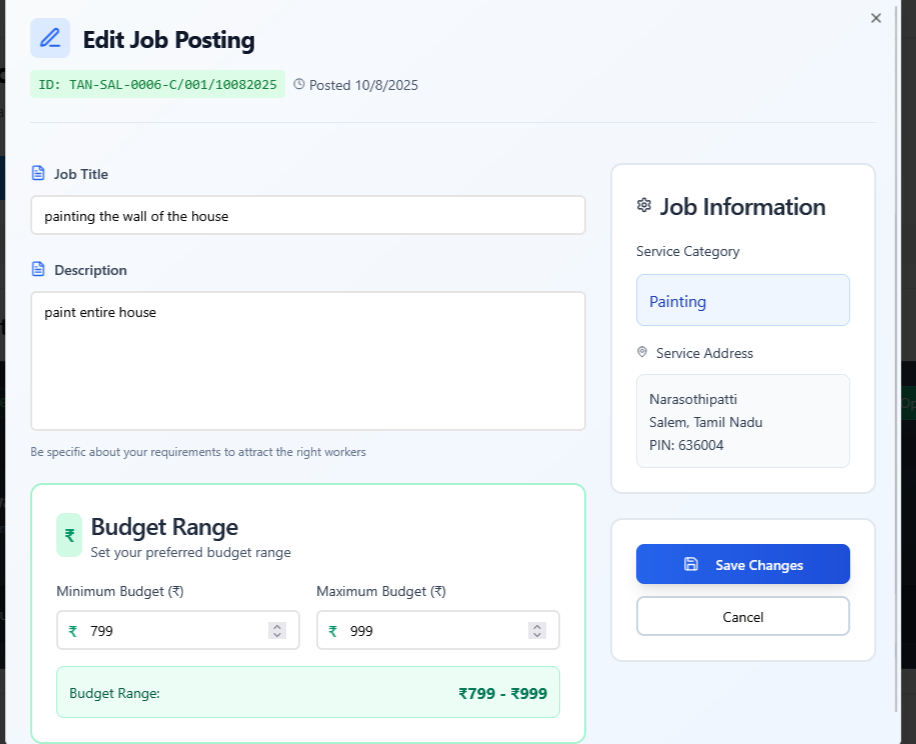 Edit Job Posting
ID: TAN-SAL-0006-C/001/10082025 Posted 10/8/2025
Job Title
painting the wall of the house
Description
paint entire house
Be specific about your requirements to attract the right workers
₹ Budget Range
Set your preferred budget range
Minimum Budget (₹) Maximum Budget (₹)
₹ 799 ₹ 999
Budget Range: ₹799 - ₹999
Job Information
Service Category
Painting
Service Address
Narasothipatti
Salem, Tamil Nadu
PIN: 636004
Save Changes
Cancel